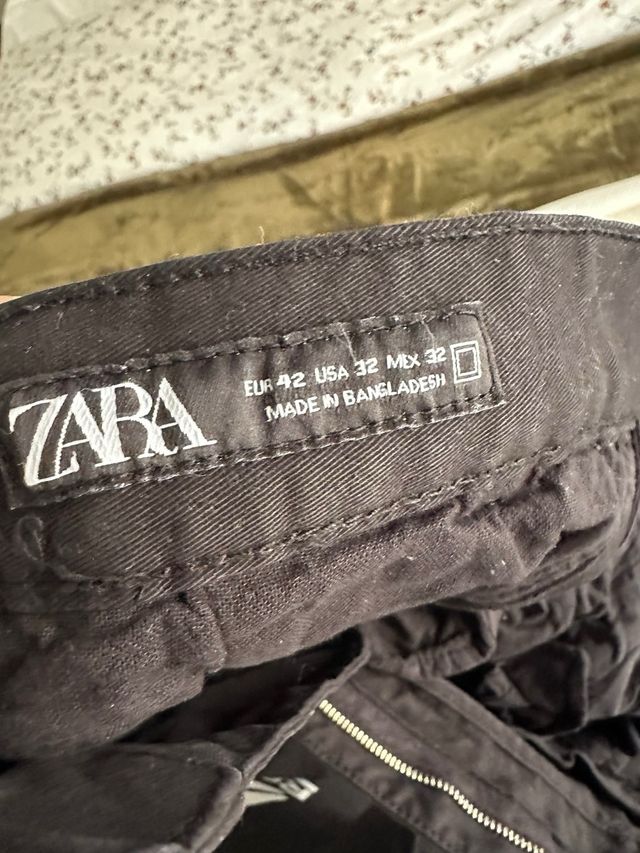 ZARA
EUR 42 USA 32 MEX 32
MADE IN BANGLADESH